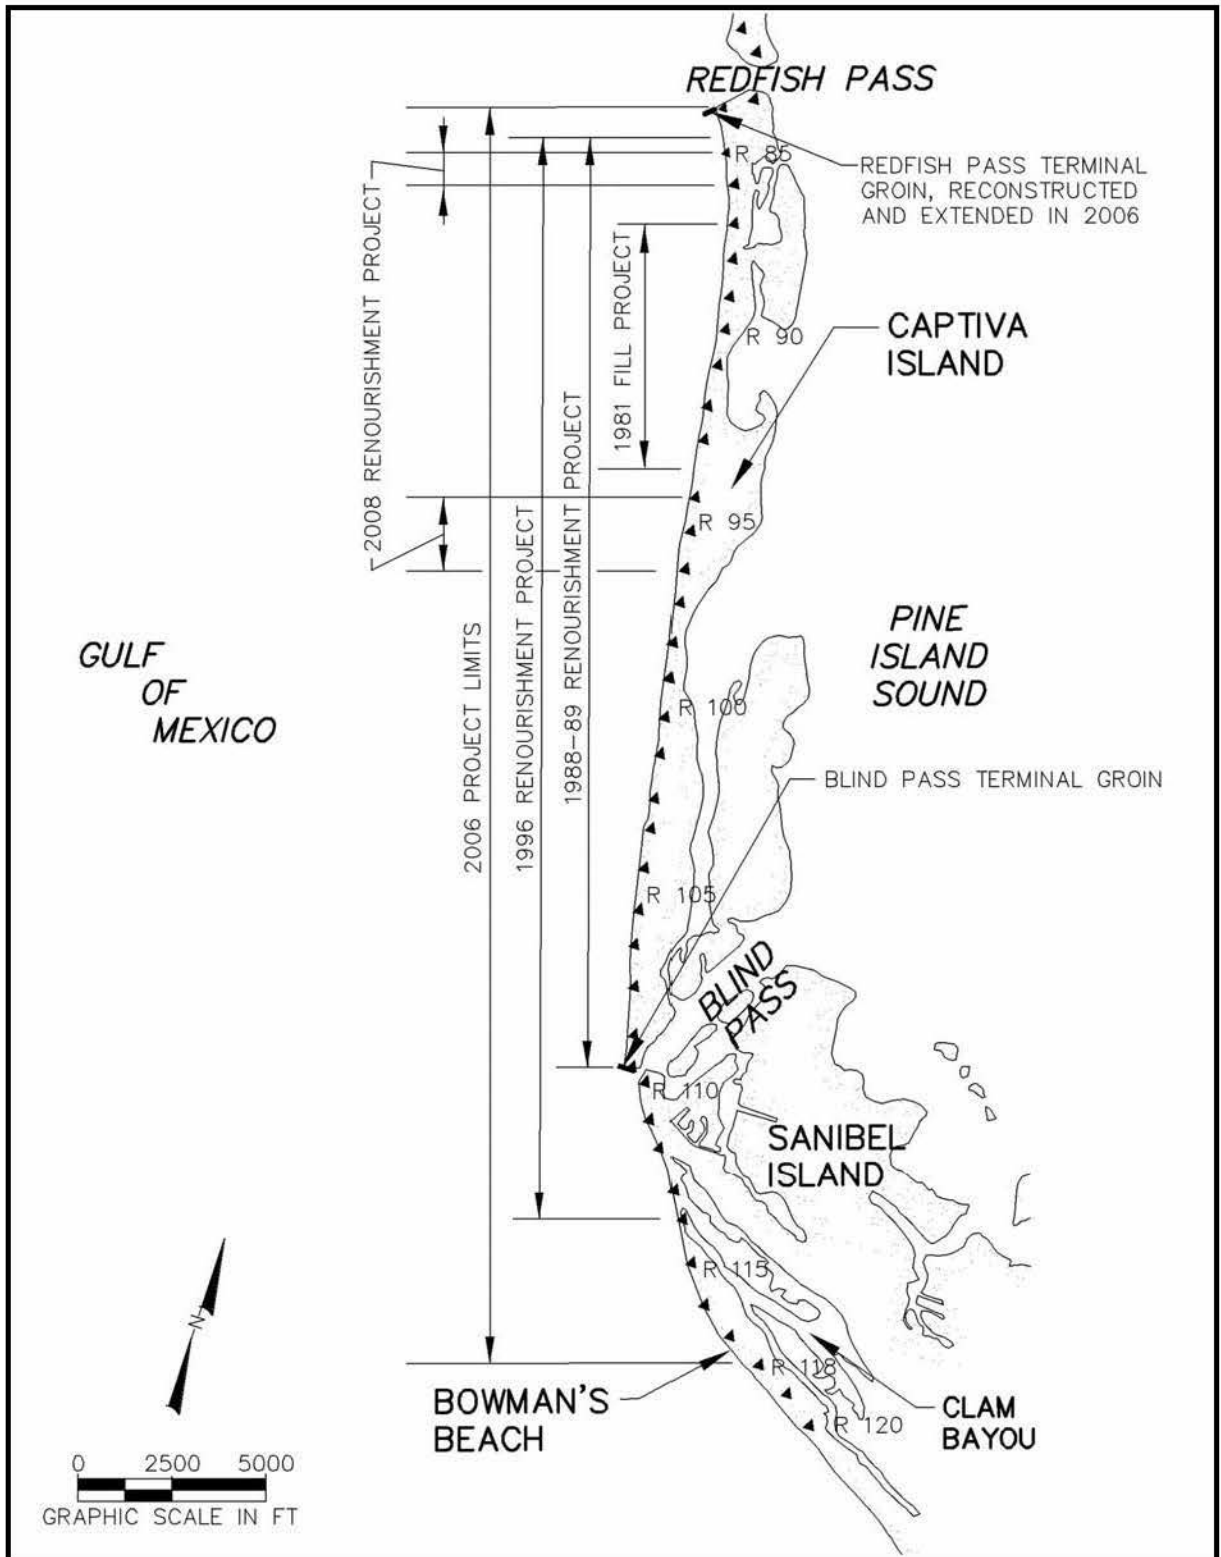 REDFISH PASS
R 85
REDFISH PASS TERMINAL
GROIN, RECONSTRUCTED
AND EXTENDED IN 2006
2008 RENOURISHMENT PROJECT
1981 FILL PROJECT
R 90
CAPTIVA
ISLAND
R 95
1996 RENOURISHMENT PROJECT
1988-89 RENOURISHMENT PROJECT
2006 PROJECT LIMITS
GULF
OF
MEXICO
PINE
ISLAND
SOUND
R 100
BLIND PASS TERMINAL GROIN
R 105
BLIND
PASS
R 110
SANIBEL
ISLAND
R 115
N
R 118
BOWMAN'S
BEACH
R 120
CLAM
BAYOU
0 2500 5000
GRAPHIC SCALE IN FT